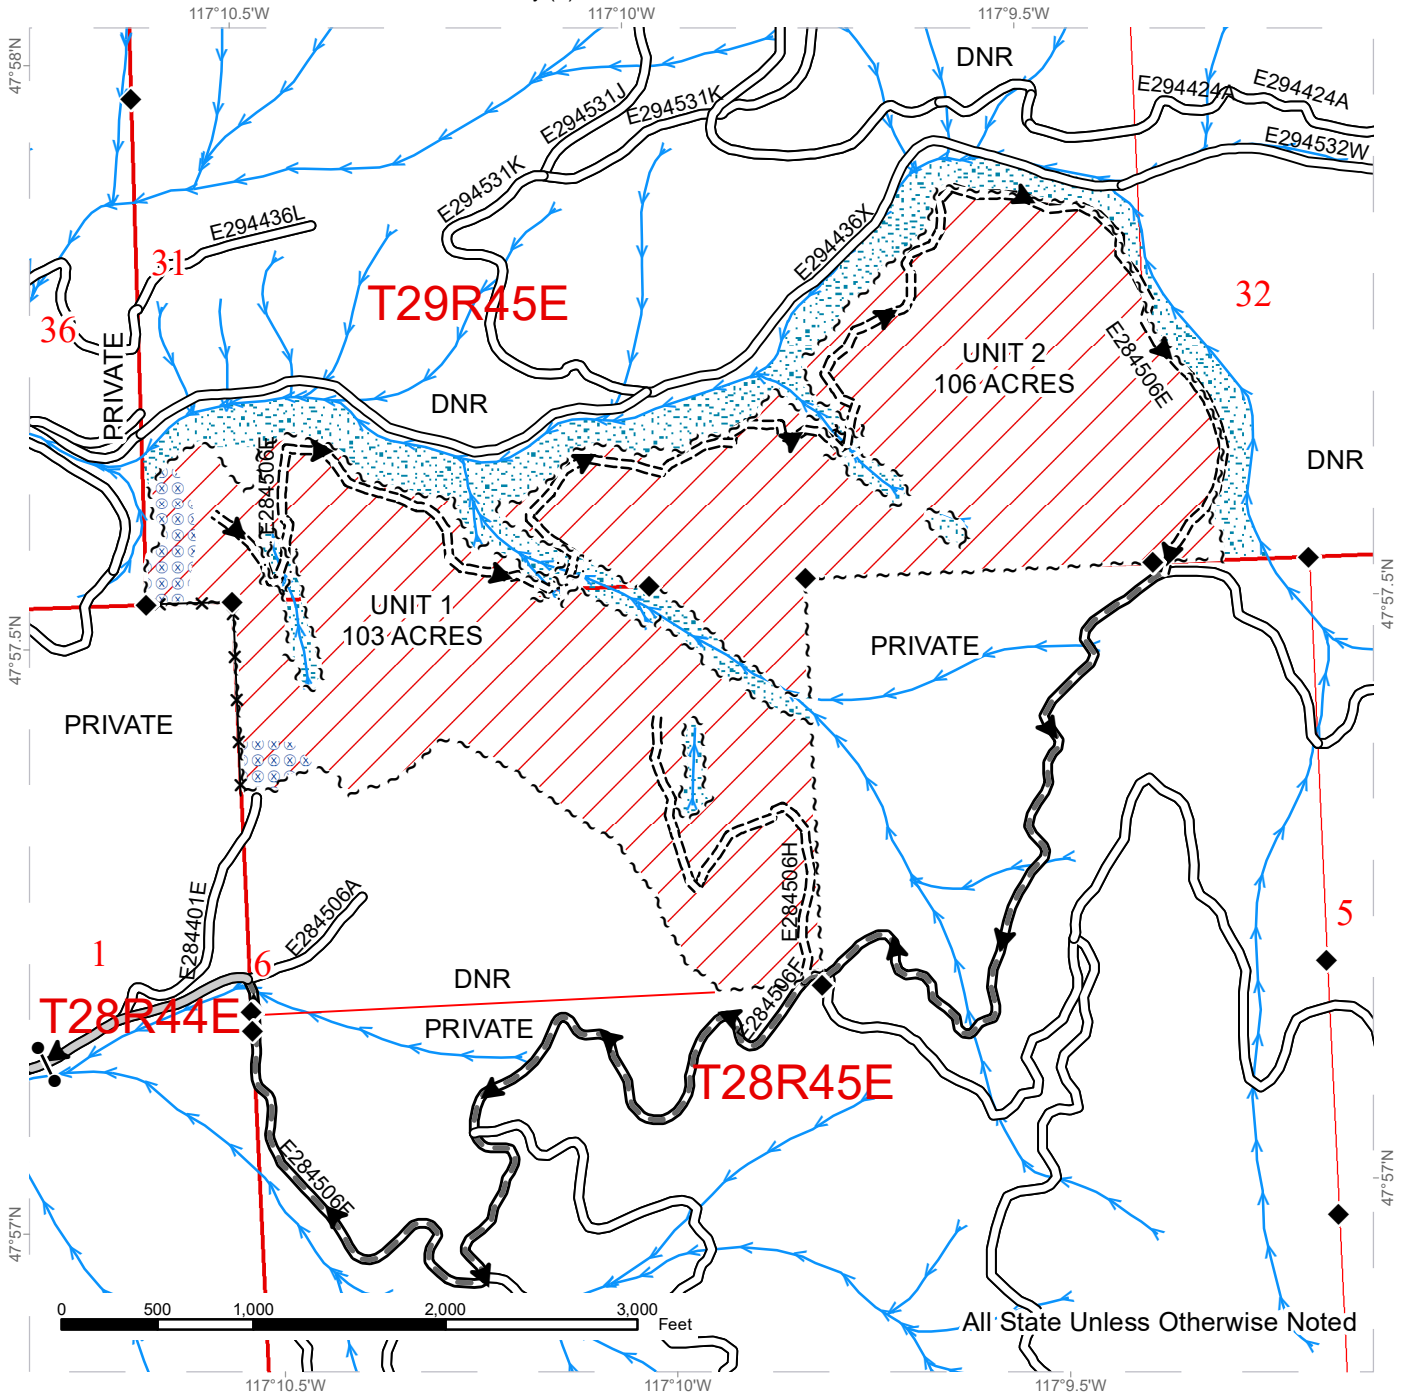 117°10.5'W
117°10'W
117°9.5'W
47°58'N
DNR
E294424A
E294424A
E294531J
E294531K
E294532W
E294531K
E294436L
E294436X
31
T29R45E
32
36
PRIVATE
UNIT 2
106 ACRES
E284506E
DNR
DNR
E284506E
47°57.5'N
47°57.5'N
UNIT 1
103 ACRES
PRIVATE
PRIVATE
E284506H
E284401E
E284506A
5
1
6
DNR
T28R44E
PRIVATE
T28R45E
47°57'N
47°57'N
0
500
1,000
2,000
3,000
Feet
All State Unless Otherwise Noted
117°10.5'W
117°10'W
117°9.5'W